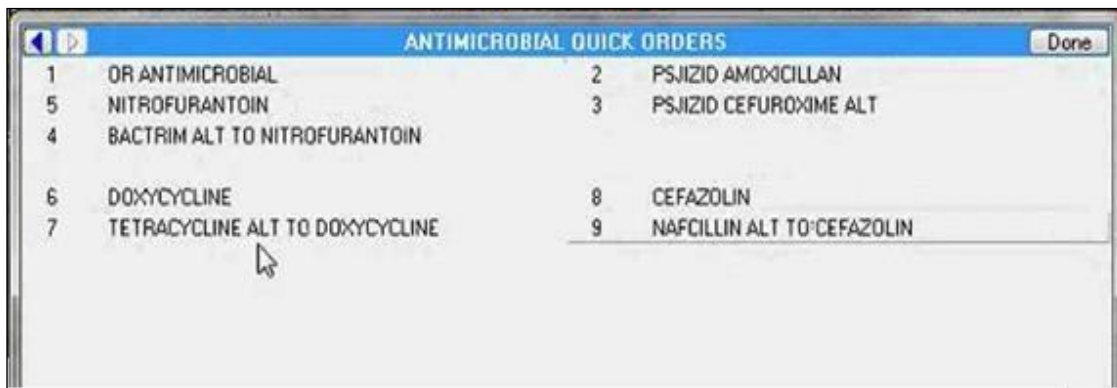 ANTIMICROBIAL QUICK ORDERS Done
1 OR ANTIMICROBIAL 2 PSJIZID AMOXICILLAN
5 NITROFURANTOIN 3 PSJIZID CEFUROXIME ALT
4 BACTRIM ALT TO NITROFURANTOIN
6 DOXYCYCLINE 8 CEFAZOLIN
7 TETRACYCLINE ALT TO DOXYCYCLINE 9 NAFCILLIN ALT TO CEFAZOLIN